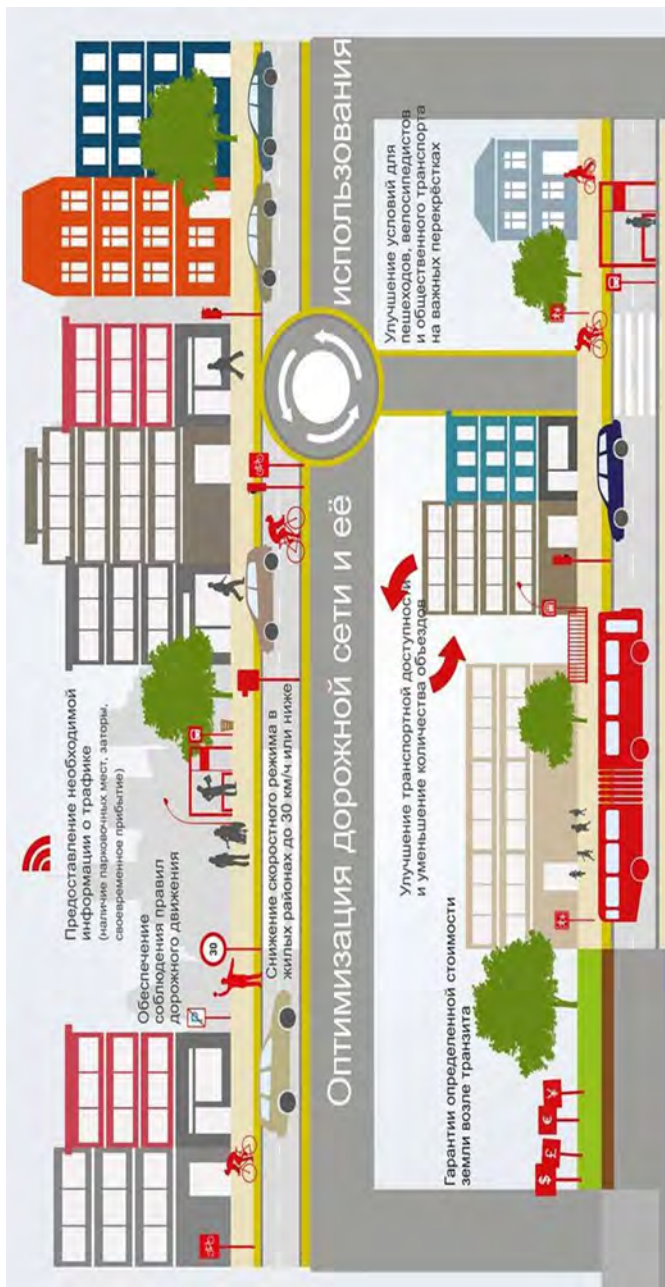 Предоставление необходимой
информации о трафике
(наличие парковочных мест, заторы,
своевременное прибытие)
Обеспечение
соблюдения правил
дорожного движения
30
P
Снижение скоростного режима в
жилых районах до 30 км/ч или ниже
Оптимизация дорожной сети и её использования
Гарантии определенной стоимости
земли возле транзита
$ £ € ¥
Улучшение транспортной доступности
и уменьшение количества объездов
Улучшение условий для
пешеходов, велосипедистов
и общественного транспорта
на важных перекрёстках